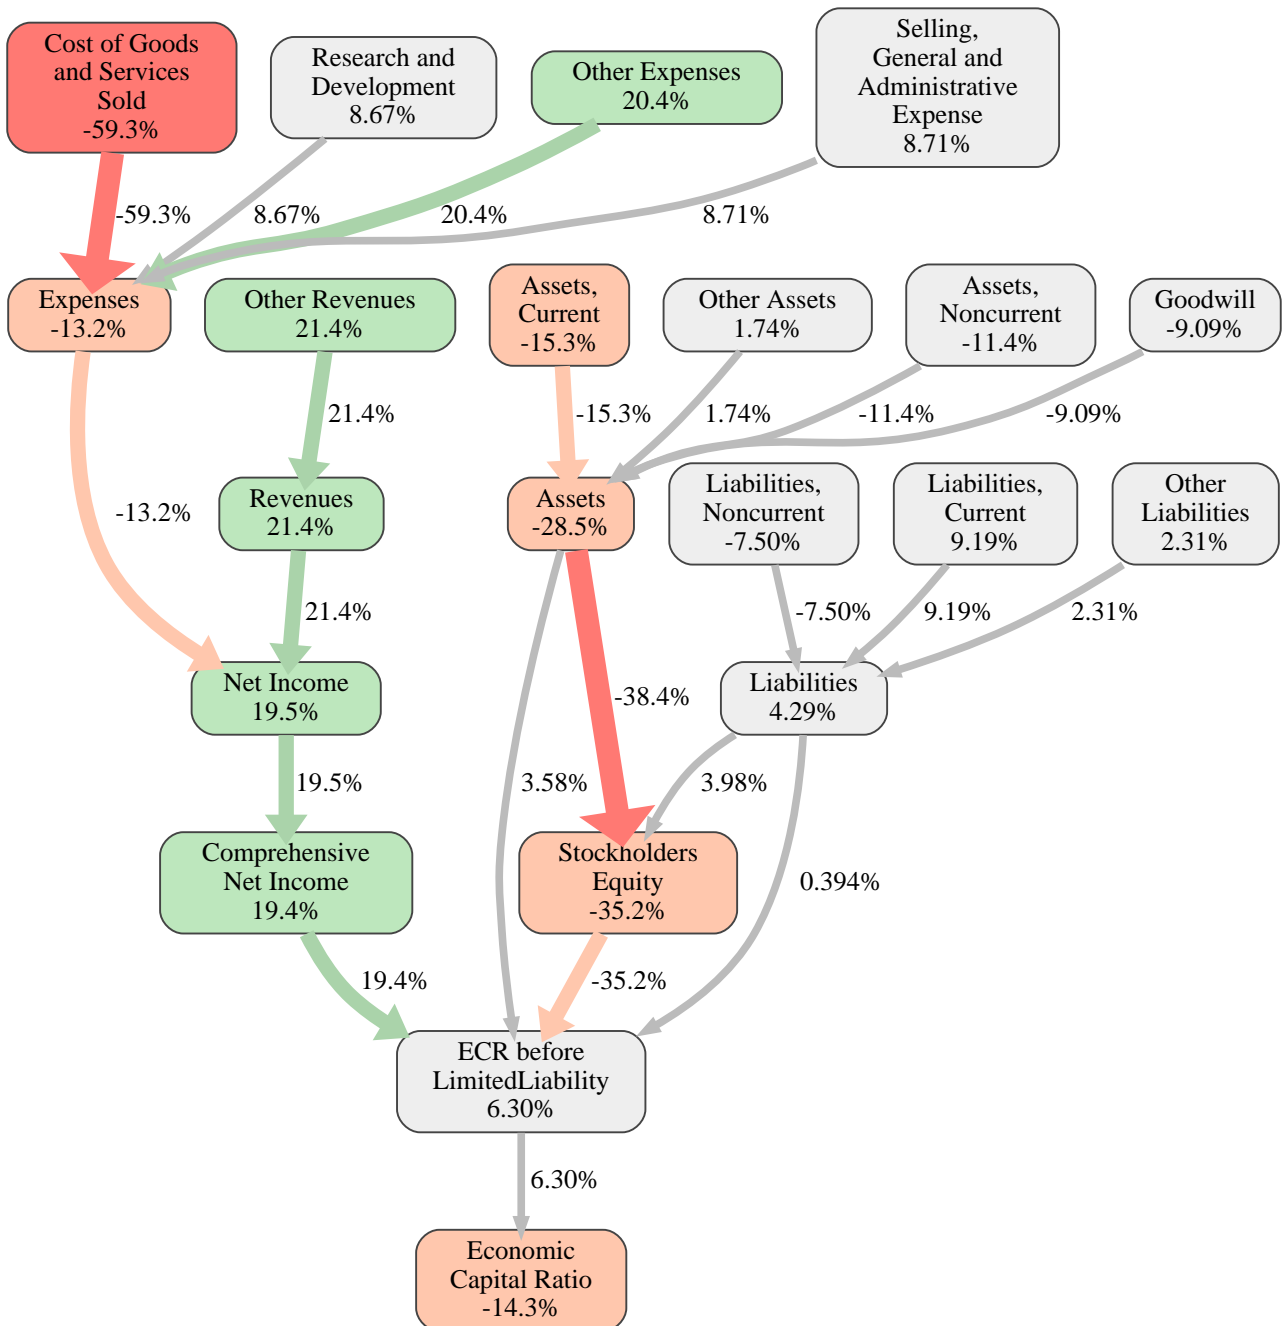 Cost of Goods
and Services
Sold
-59.3%
Research and
Development
8.67%
Other Expenses
20.4%
Selling,
General and
Administrative
Expense
8.71%
-59.3%
8.67%
20.4%
8.71%
Expenses
-13.2%
Other Revenues
21.4%
Assets,
Current
-15.3%
Other Assets
1.74%
Assets,
Noncurrent
-11.4%
Goodwill
-9.09%
21.4%
-15.3%
1.74%
-11.4%
-9.09%
-13.2%
Revenues
21.4%
Assets
-28.5%
Liabilities,
Noncurrent
-7.50%
Liabilities,
Current
9.19%
Other
Liabilities
2.31%
21.4%
-7.50%
9.19%
2.31%
Net Income
19.5%
-38.4%
Liabilities
4.29%
19.5%
3.58%
3.98%
Comprehensive
Net Income
19.4%
Stockholders
Equity
-35.2%
0.394%
19.4%
-35.2%
ECR before
LimitedLiability
6.30%
6.30%
Economic
Capital Ratio
-14.3%